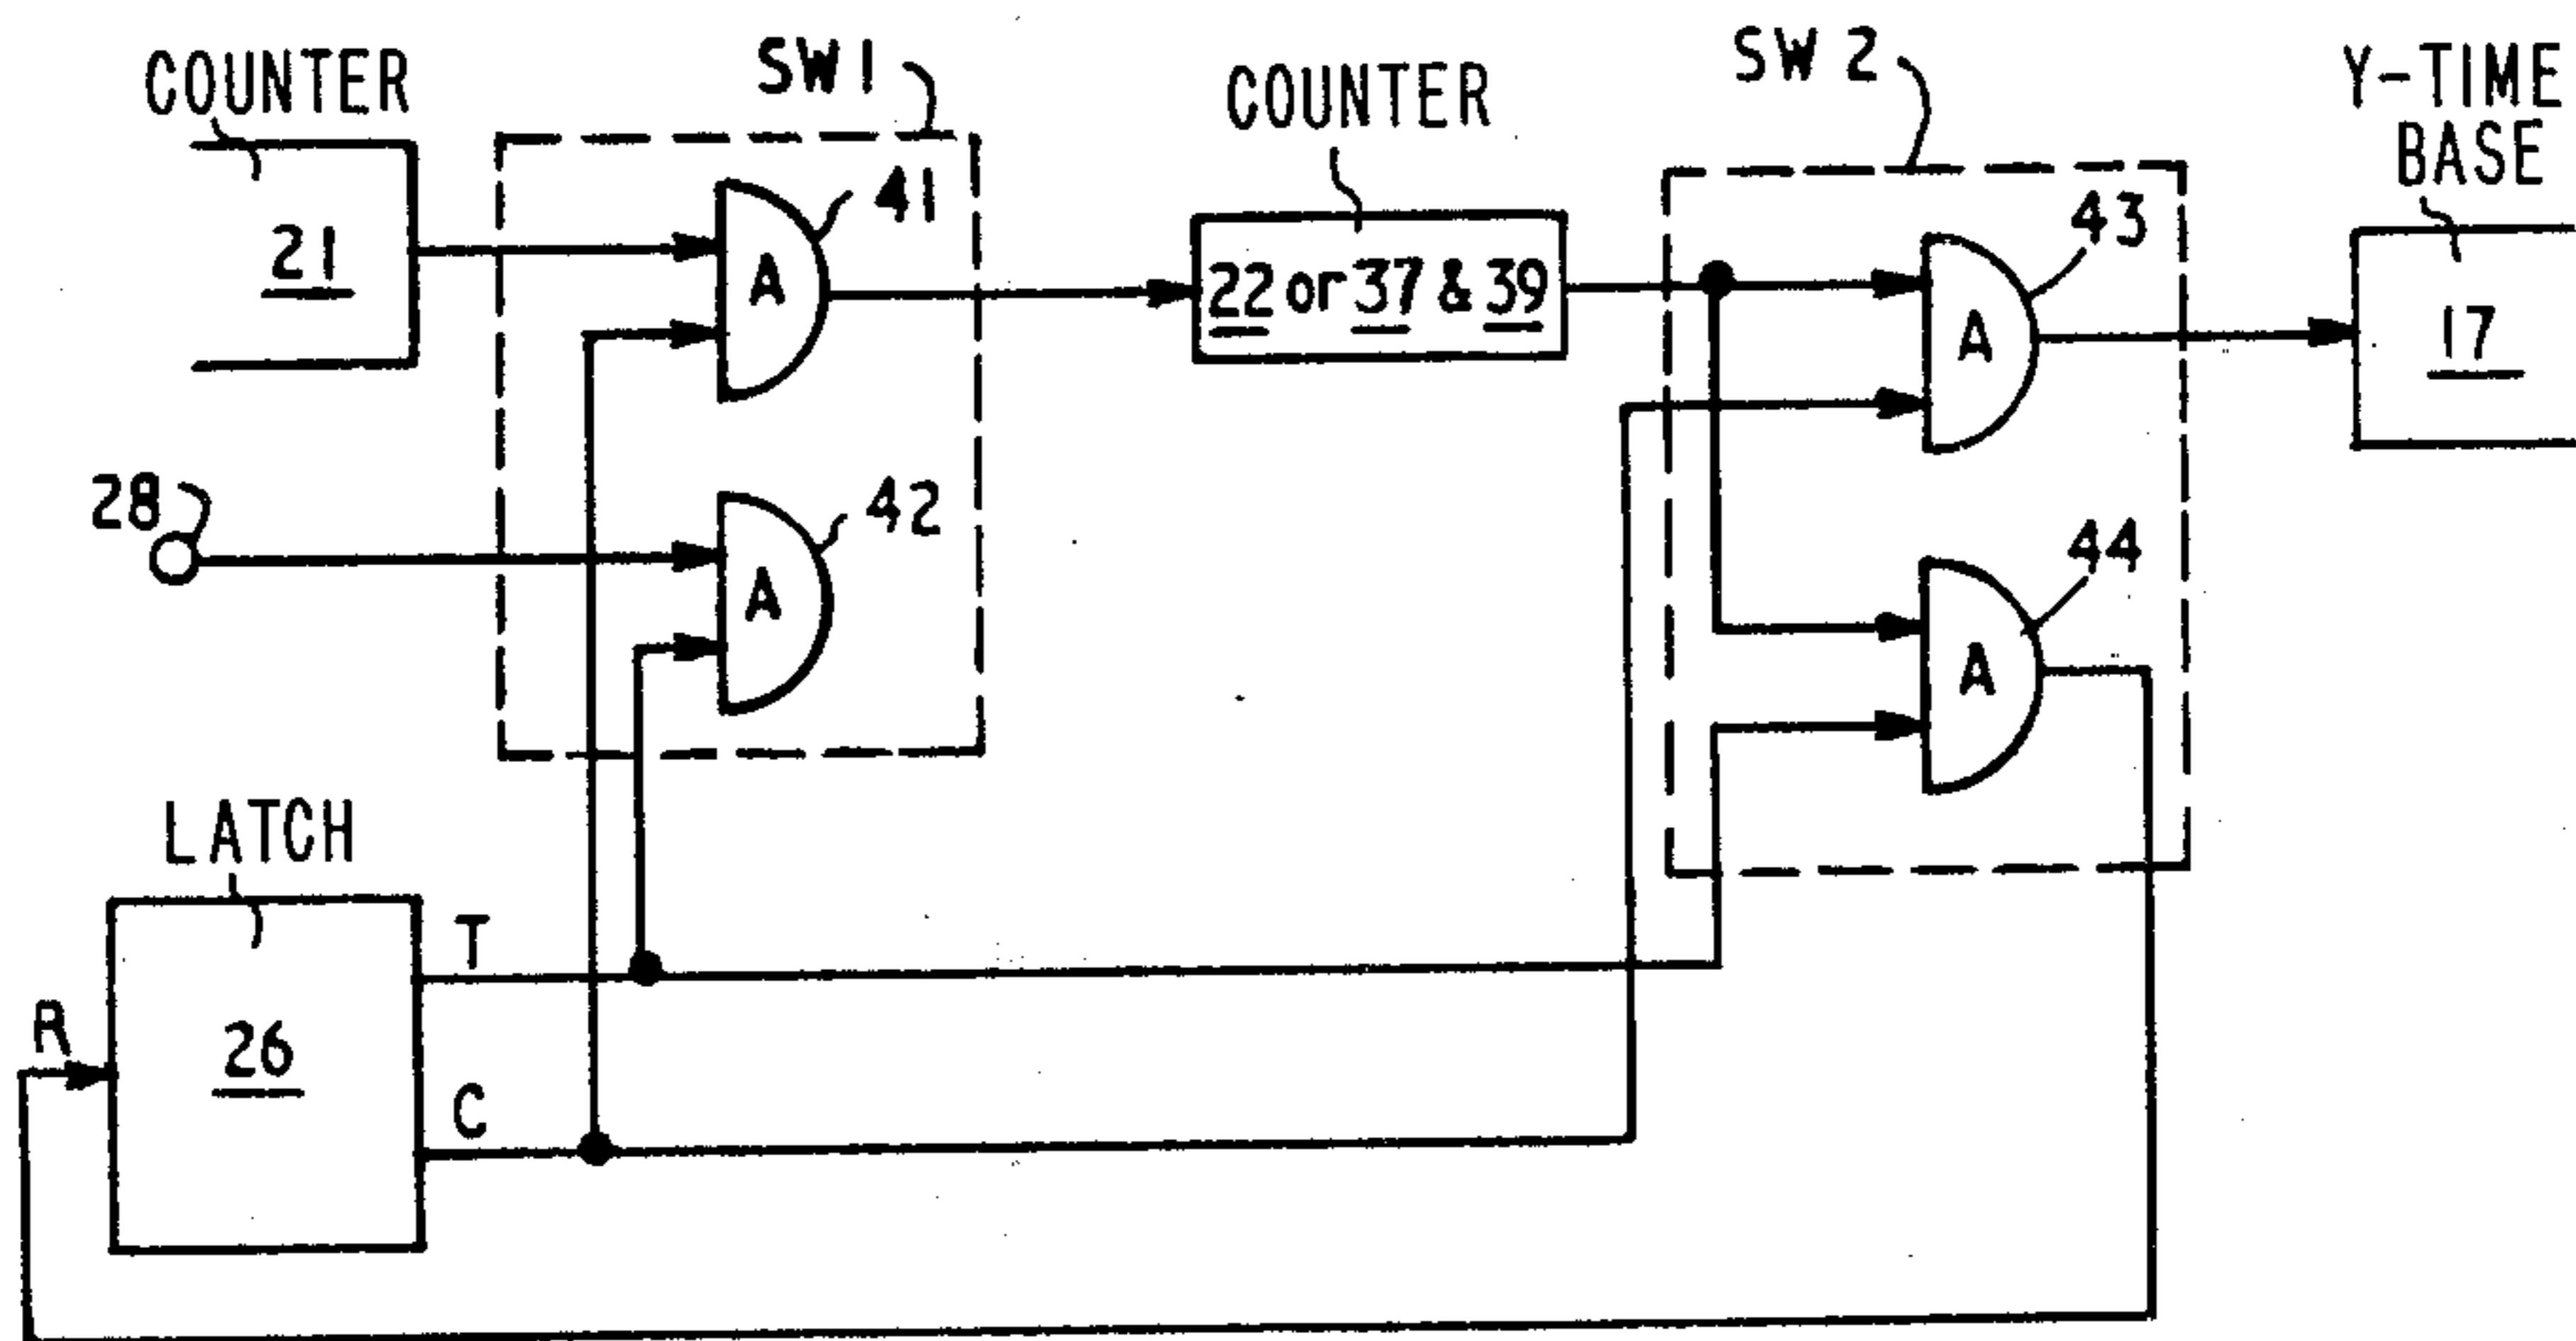 COUNTER
21
SW1
41
A
42
A
28
COUNTER
22 or 37 & 39
SW 2
43
A
44
A
Y-TIME
BASE
17
LATCH
26
T
C
R